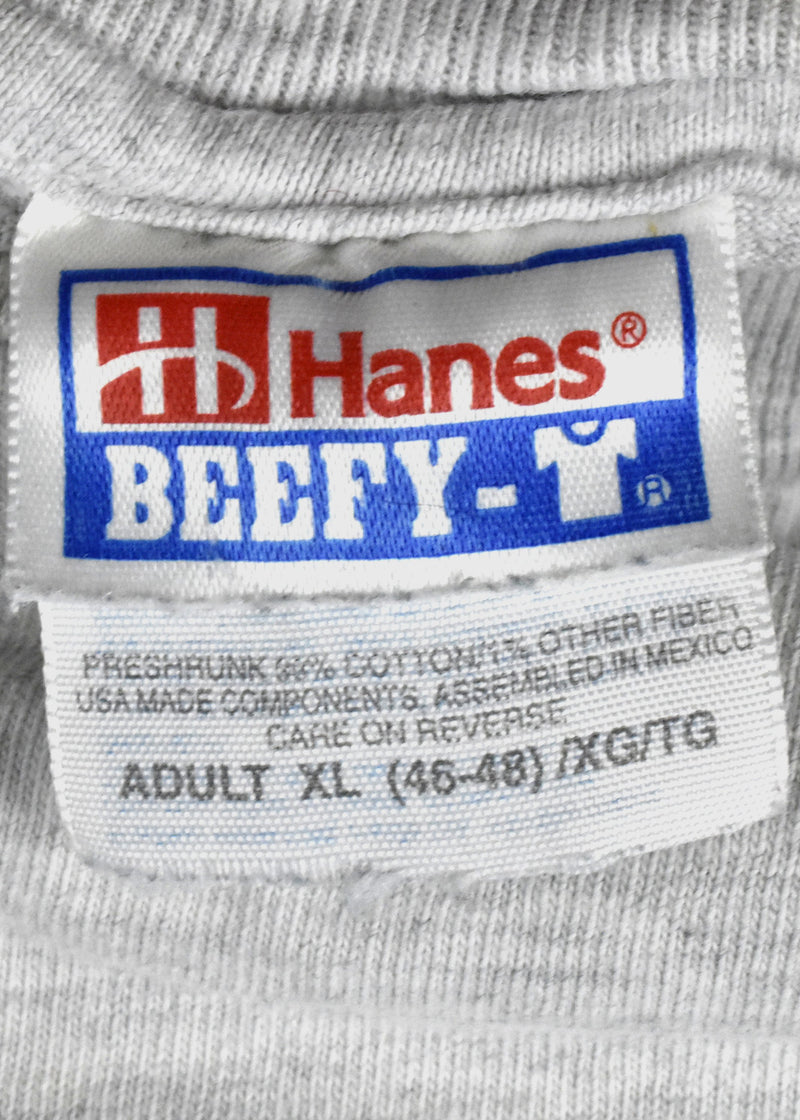 H Hanes®
BEEFY-T®
PRESHRUNK 99% COTTON/1% OTHER FIBER
USA MADE COMPONENTS, ASSEMBLED IN MEXICO
CARE ON REVERSE
ADULT XL (46-48) /XG/TG